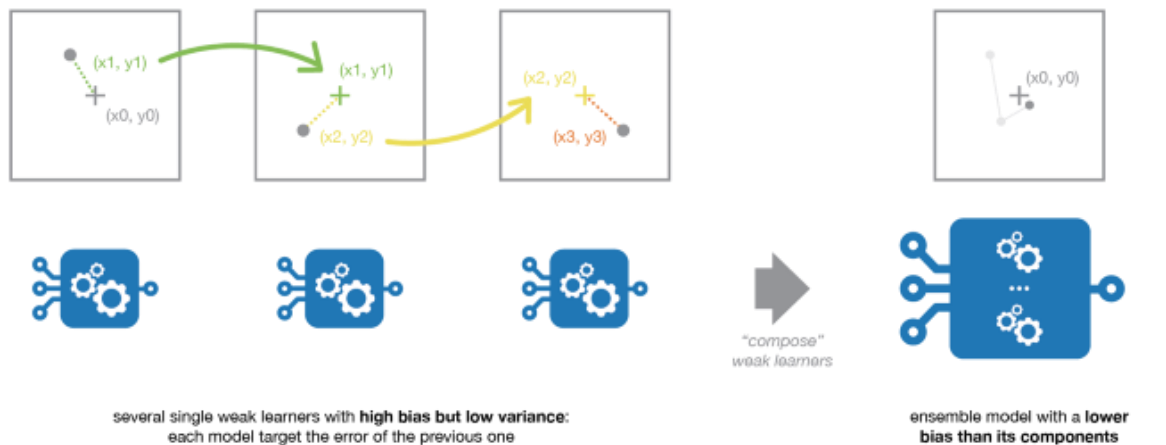 (x1, y1)
(x0, y0)
(x1, y1)
(x2, y2)
(x2, y2)
(x3, y3)
(x0, y0)
...
"compose"
weak learners
several single weak learners with high bias but low variance:
each model target the error of the previous one
ensemble model with a lower
bias than its components